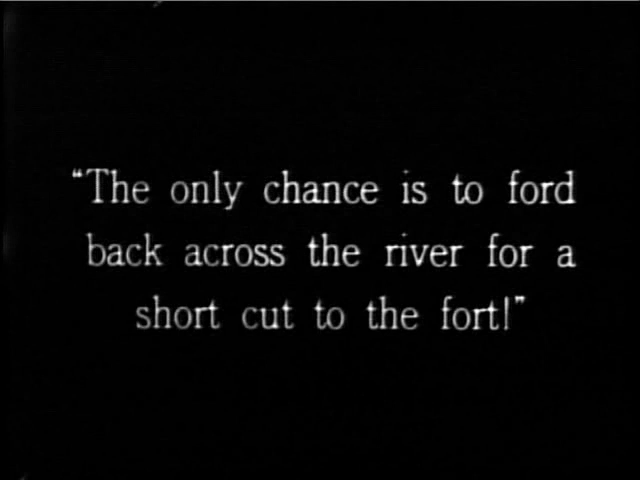 “The only chance is to ford
back across the river for a
short cut to the fort!”